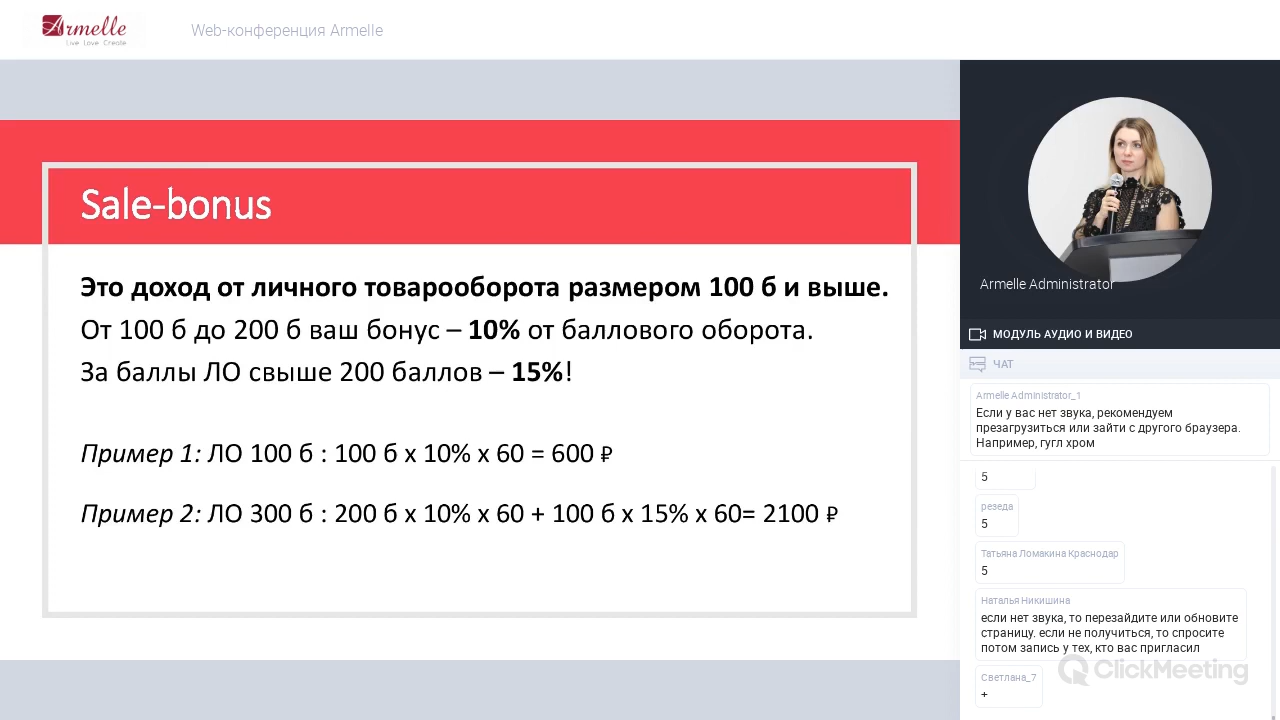 Armelle
Live Love Create
Web-конференция Armelle
Sale-bonus
Это доход от личного товарооборота размером 100 б и выше.
От 100 б до 200 б ваш бонус – 10% от баллового оборота.
За баллы ЛО свыше 200 баллов – 15%!
Пример 1: ЛО 100 б : 100 б х 10% х 60 = 600 ₽
Пример 2: ЛО 300 б : 200 б х 10% х 60 + 100 б х 15% х 60= 2100 ₽
Armelle Administrator
МОДУЛЬ АУДИО И ВИДЕО
ЧАТ
Armelle Administrator_1
Если у вас нет звука, рекомендуем
презагрузиться или зайти с другого браузера.
Например, гугл хром
5
резеда
5
Татьяна Ломакина Краснодар
5
Наталья Никишина
если нет звука, то перезайдите или обновите
страницу. если не получиться, то спросите
потом запись у тех, кто вас пригласил
ClickMeeting
Светлана_7
+